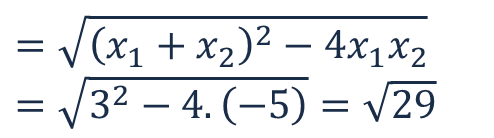 = √((x₁ + x₂)² − 4x₁x₂)
= √(3² − 4. (−5)) = √29